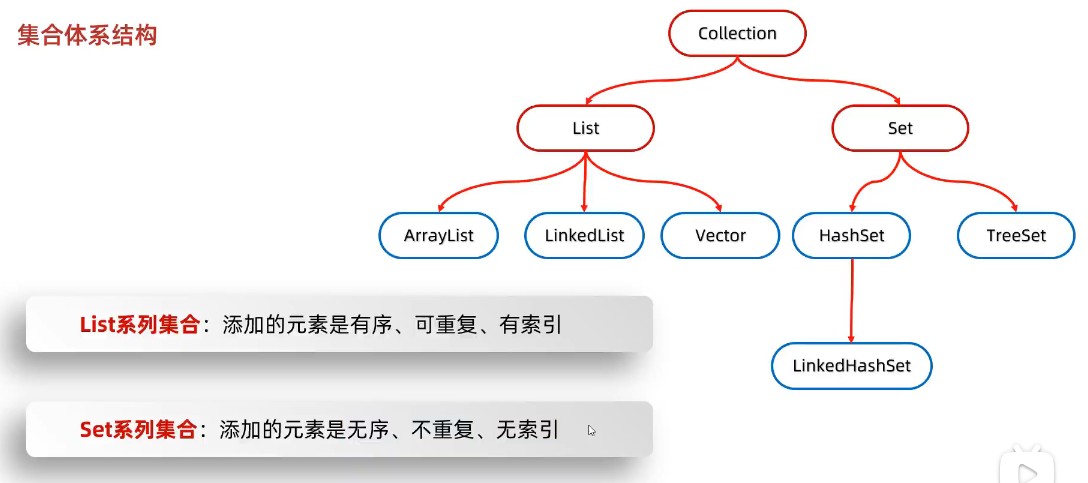 集合体系结构
Collection
List
Set
ArrayList
LinkedList
Vector
HashSet
TreeSet
List系列集合：添加的元素是有序、可重复、有索引
LinkedHashSet
Set系列集合：添加的元素是无序、不重复、无索引